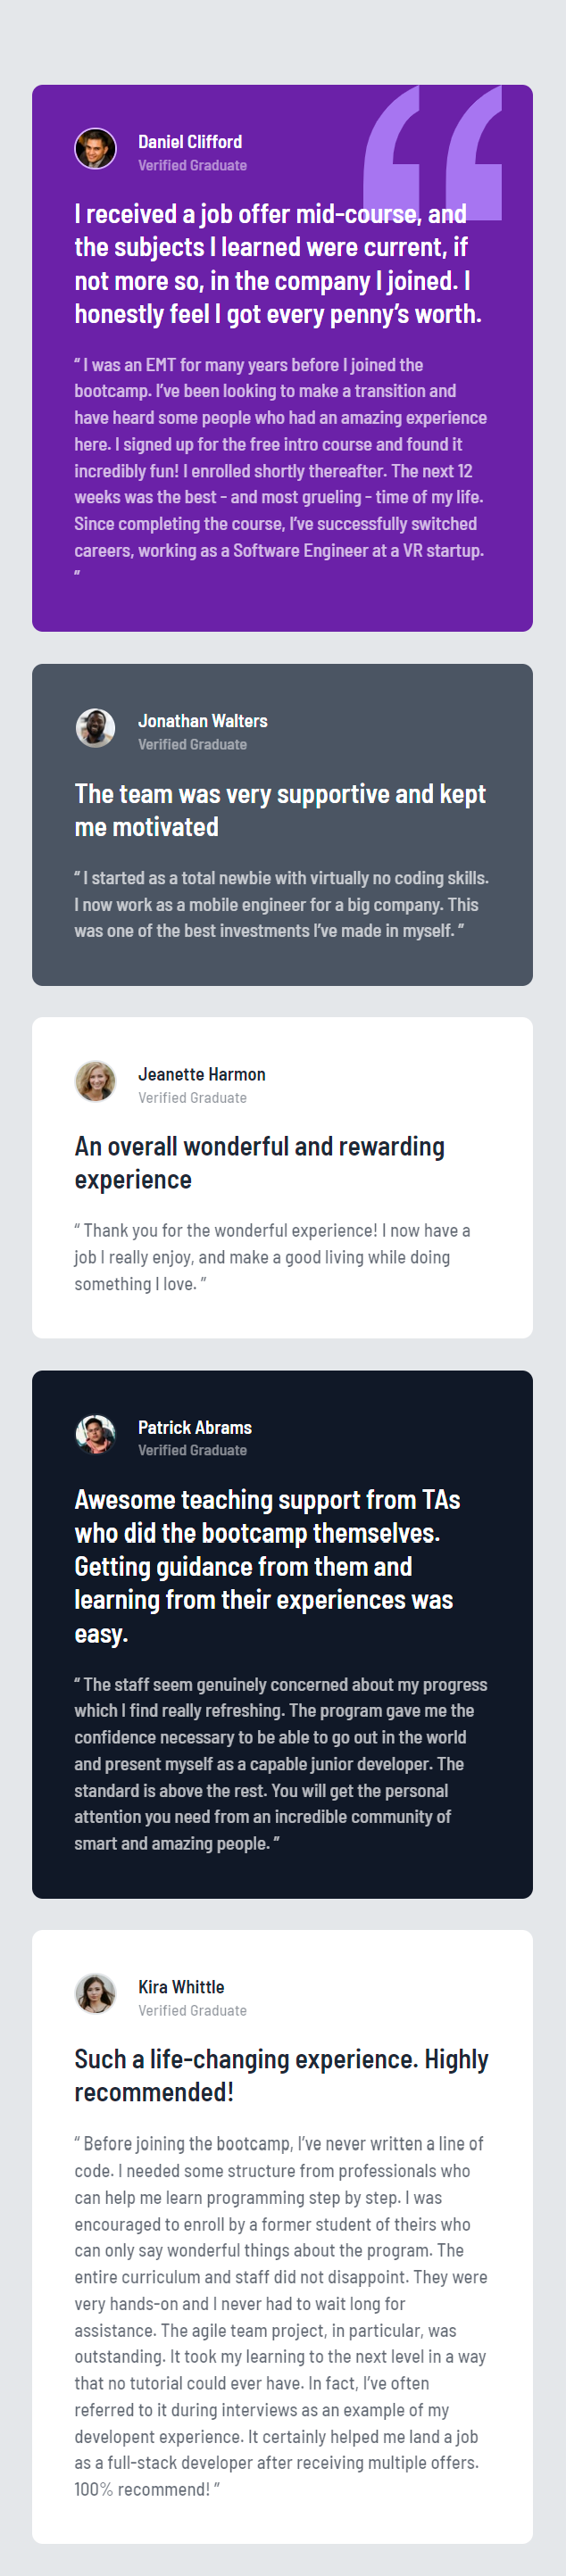 Daniel Clifford
Verified Graduate
I received a job offer mid-course, and
the subjects I learned were current, if
not more so, in the company I joined. I
honestly feel I got every penny’s worth.
“ I was an EMT for many years before I joined the
bootcamp. I’ve been looking to make a transition and
have heard some people who had an amazing experience
here. I signed up for the free intro course and found it
incredibly fun! I enrolled shortly thereafter. The next 12
weeks was the best - and most grueling - time of my life.
Since completing the course, I’ve successfully switched
careers, working as a Software Engineer at a VR startup.
”
Jonathan Walters
Verified Graduate
The team was very supportive and kept
me motivated
“ I started as a total newbie with virtually no coding skills.
I now work as a mobile engineer for a big company. This
was one of the best investments I’ve made in myself. ”
Jeanette Harmon
Verified Graduate
An overall wonderful and rewarding
experience
“ Thank you for the wonderful experience! I now have a
job I really enjoy, and make a good living while doing
something I love. ”
Patrick Abrams
Verified Graduate
Awesome teaching support from TAs
who did the bootcamp themselves.
Getting guidance from them and
learning from their experiences was
easy.
“ The staff seem genuinely concerned about my progress
which I find really refreshing. The program gave me the
confidence necessary to be able to go out in the world
and present myself as a capable junior developer. The
standard is above the rest. You will get the personal
attention you need from an incredible community of
smart and amazing people. ”
Kira Whittle
Verified Graduate
Such a life-changing experience. Highly
recommended!
“ Before joining the bootcamp, I’ve never written a line of
code. I needed some structure from professionals who
can help me learn programming step by step. I was
encouraged to enroll by a former student of theirs who
can only say wonderful things about the program. The
entire curriculum and staff did not disappoint. They were
very hands-on and I never had to wait long for
assistance. The agile team project, in particular, was
outstanding. It took my learning to the next level in a way
that no tutorial could ever have. In fact, I’ve often
referred to it during interviews as an example of my
developent experience. It certainly helped me land a job
as a full-stack developer after receiving multiple offers.
100% recommend! ”